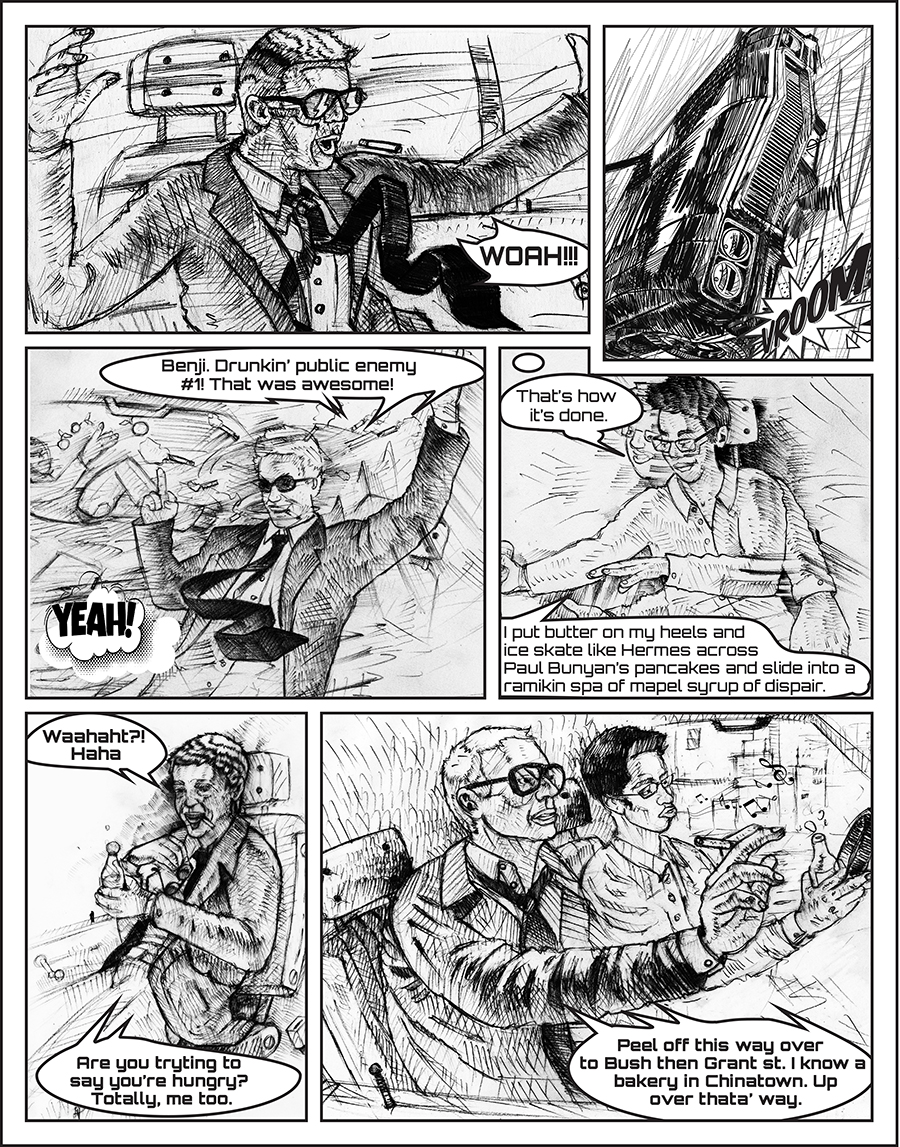 WOAH!!!
VROOM
Benji. Drunkin' public enemy
#1! That was awesome!
YEAH!
That's how
it's done.
I put butter on my heels and
ice skate like Hermes across
Paul Bunyan's pancakes and slide into a
ramikin spa of mapel syrup of dispair.
Waahaht?!
Haha
Are you tryting to
say you're hungry?
Totally, me too.
Peel off this way over
to Bush then Grant st. I know a
bakery in Chinatown. Up
over thata' way.